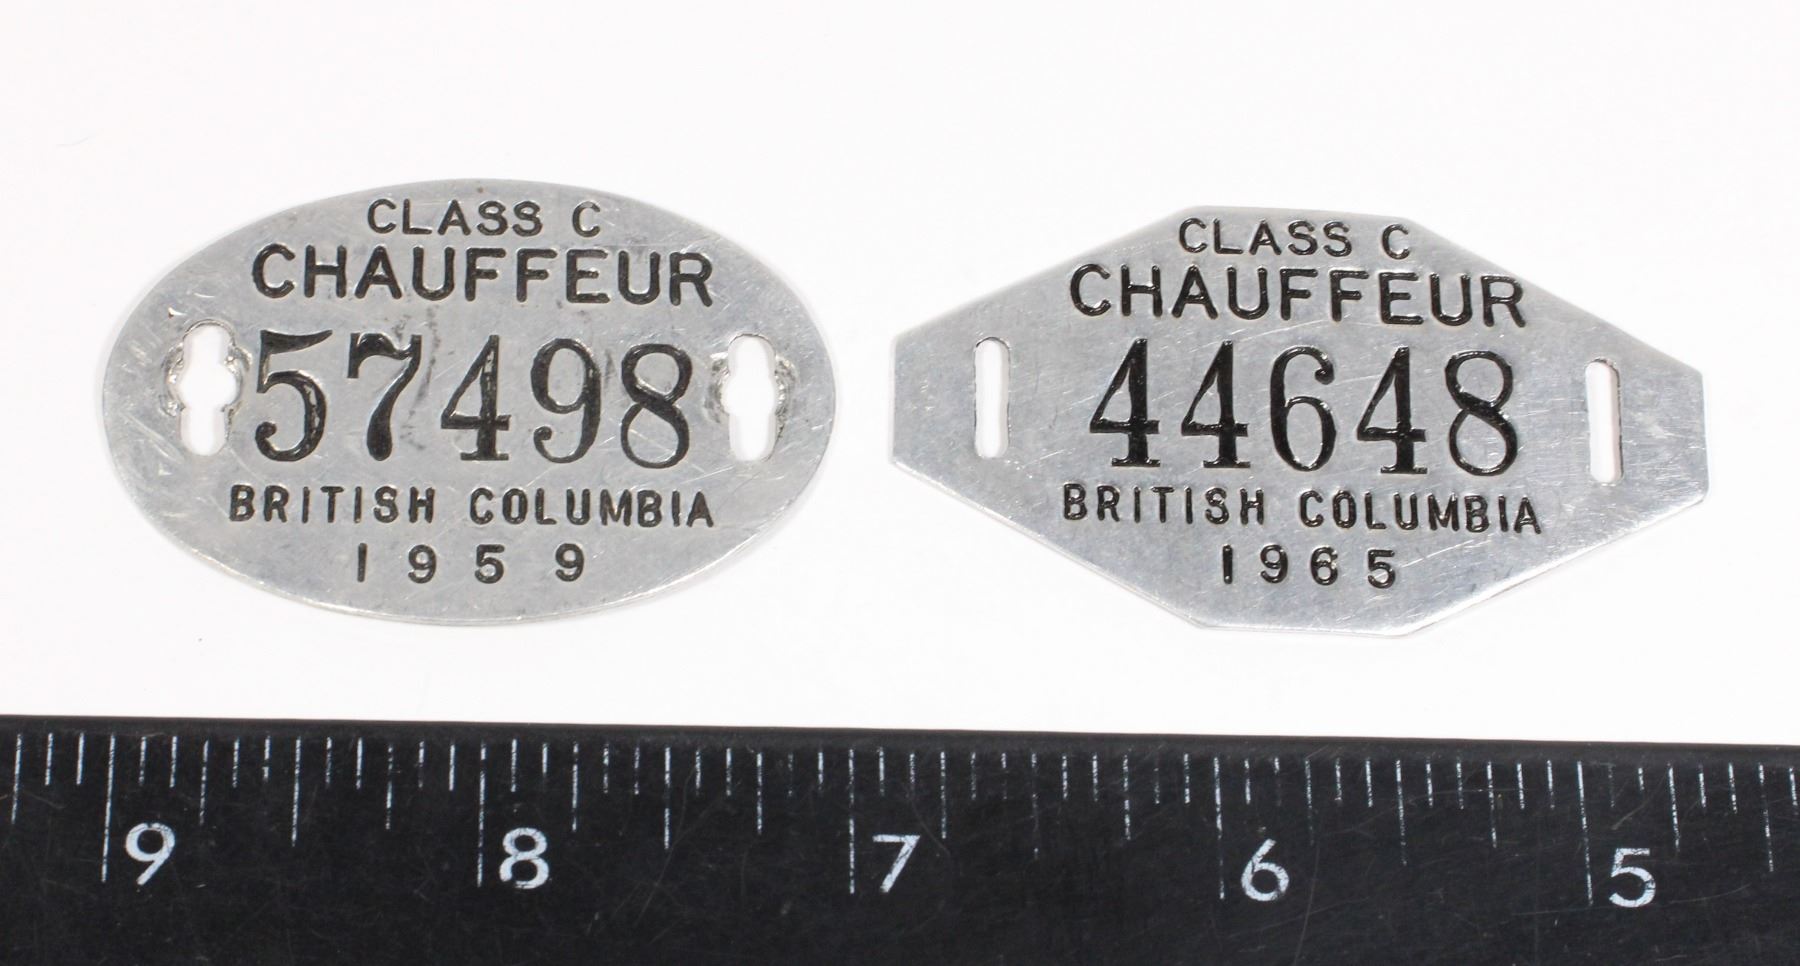 CLASS C
CHAUFFEUR
57498
BRITISH COLUMBIA
1959
CLASS C
CHAUFFEUR
44648
BRITISH COLUMBIA
1965
9 8 7 6 5